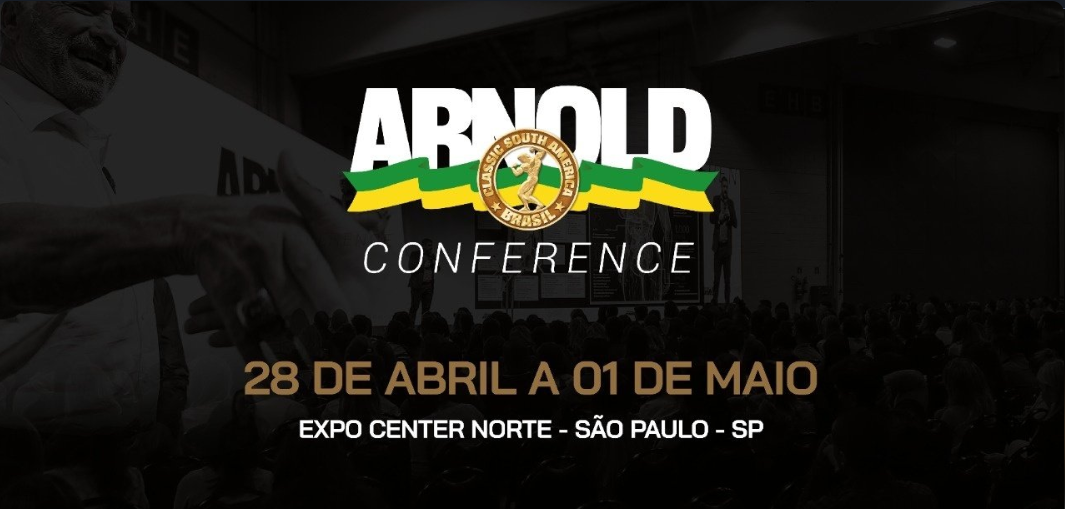 ARNOLD
CLASSIC SOUTH AMERICA
BRASIL
CONFERENCE
28 DE ABRIL A 01 DE MAIO
EXPO CENTER NORTE - SÃO PAULO - SP